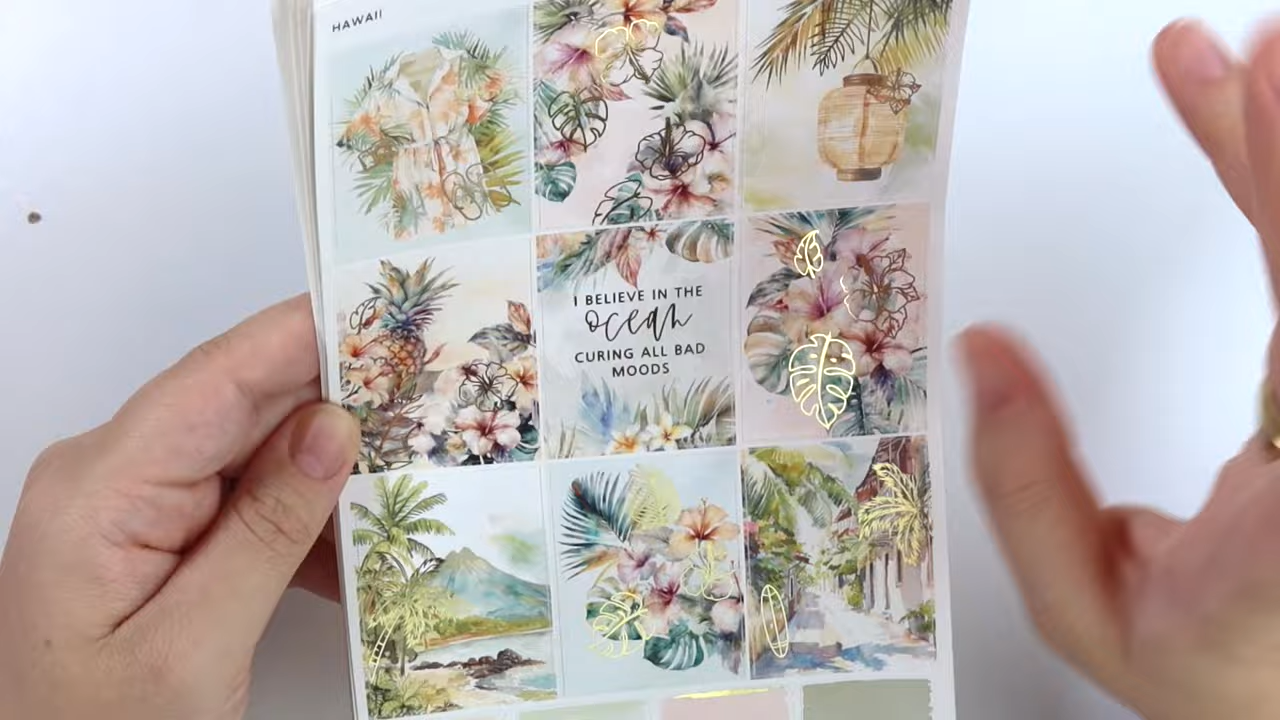 HAWAII
I BELIEVE IN THE
ocean
CURING ALL BAD
MOODS